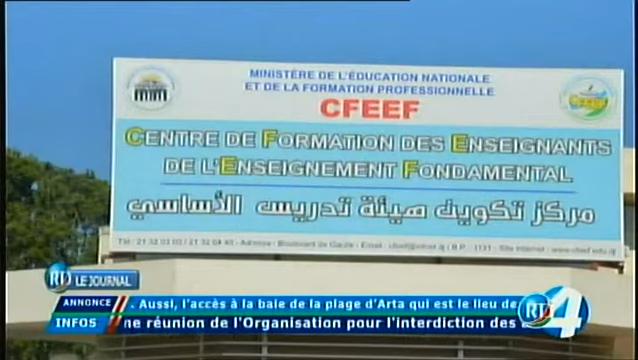 MINISTÈRE DE L'ÉDUCATION NATIONALE
ET DE LA FORMATION PROFESSIONNELLE
CFEEF
CENTRE DE FORMATION DES ENSEIGNANTS
DE L'ENSEIGNEMENT FONDAMENTAL
مركز تكوين هيئة تدريس الأساسي
LE JOURNAL
ANNONCE
. Aussi, l'accès à la baie de la plage d'Arta qui est le lieu de
INFOS
ne réunion de l'Organisation pour l'interdiction des
4